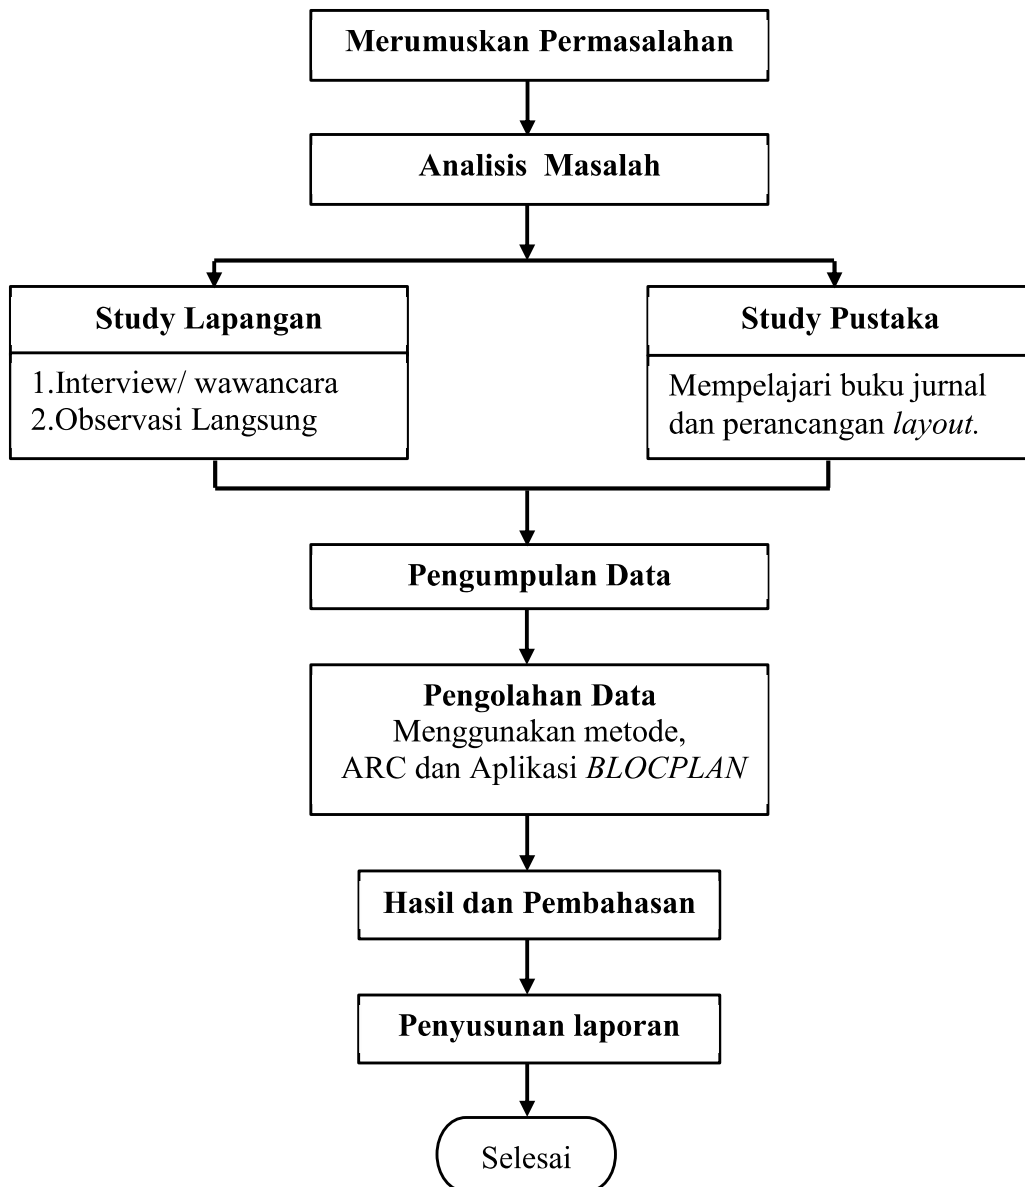 Merumuskan Permasalahan
Analisis  Masalah
Study Lapangan
1.Interview/ wawancara
2.Observasi Langsung
Study Pustaka
Mempelajari buku jurnal
dan perancangan layout.
Pengumpulan Data
Pengolahan Data
Menggunakan metode,
ARC dan Aplikasi BLOCPLAN
Hasil dan Pembahasan
Penyusunan laporan
Selesai